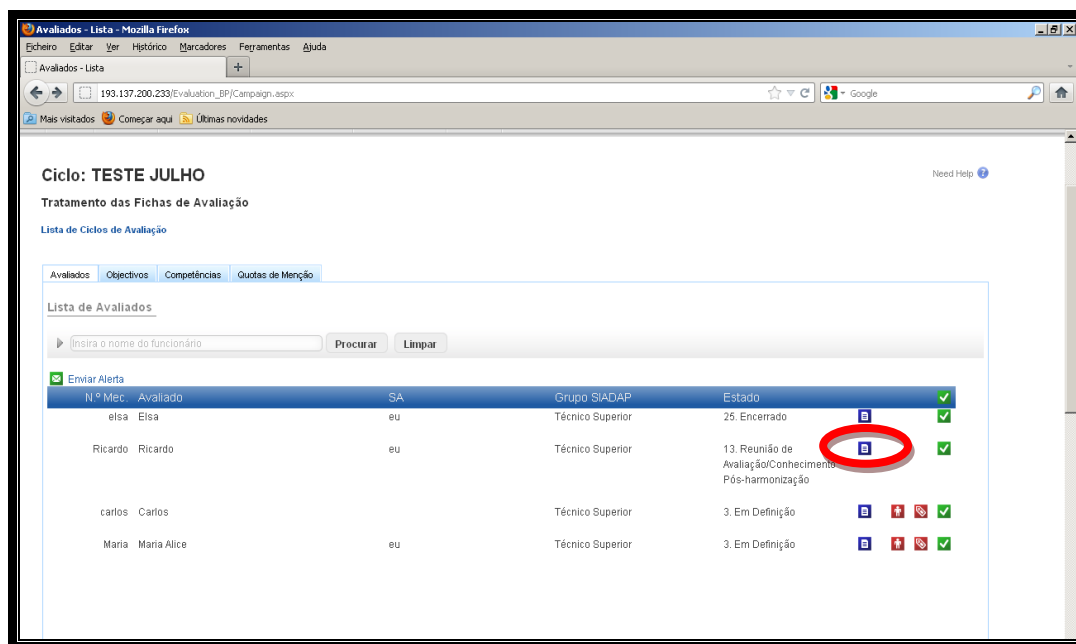 Avaliados - Lista - Mozilla Firefox
Ficheiro Editar Ver Histórico Marcadores Ferramentas Ajuda
Avaliados - Lista
193.137.200.233/Evaluation_BP/Campaign.aspx
Google
Mais visitados Começar aqui Últimas novidades
Ciclo: TESTE JULHO
Need Help
Tratamento das Fichas de Avaliação
Lista de Ciclos de Avaliação
Avaliados Objectivos Competências Quotas de Menção
Lista de Avaliados
Insira o nome do funcionário Procurar Limpar
Enviar Alerta
N.º Mec. Avaliado SA Grupo SIADAP Estado
elsa Elsa eu Técnico Superior 25. Encerrado
Ricardo Ricardo eu Técnico Superior 13. Reunião de
Avaliação/Conhecimento
Pós-harmonização
carlos Carlos Técnico Superior 3. Em Definição
Maria Maria Alice eu Técnico Superior 3. Em Definição